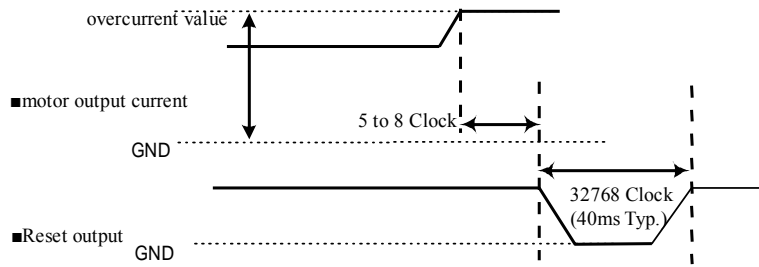 overcurrent value
■motor output current
5 to 8 Clock
GND
32768 Clock
(40ms Typ.)
■Reset output
GND